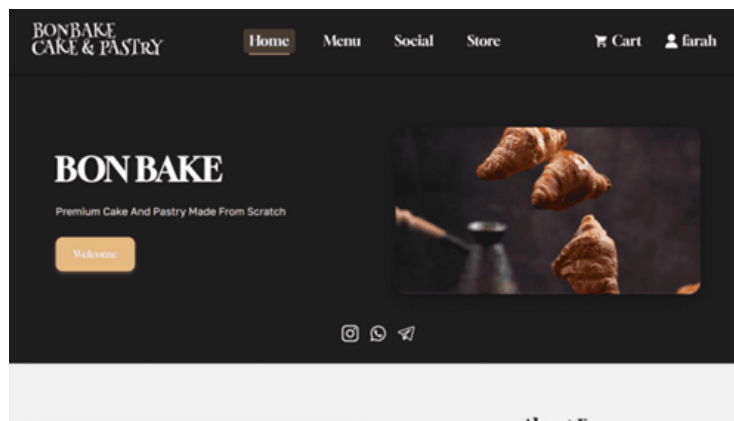 BONBAKE
CAKE & PASTRY
Home Menu Social Store Cart farah
BON BAKE
Premium Cake And Pastry Made From Scratch
Welcome